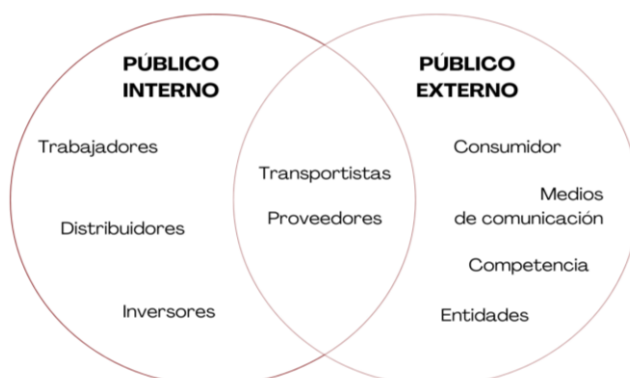 PÚBLICO
INTERNO
Trabajadores
Distribuidores
Inversores
Transportistas
Proveedores
PÚBLICO
EXTERNO
Consumidor
Medios
de comunicación
Competencia
Entidades